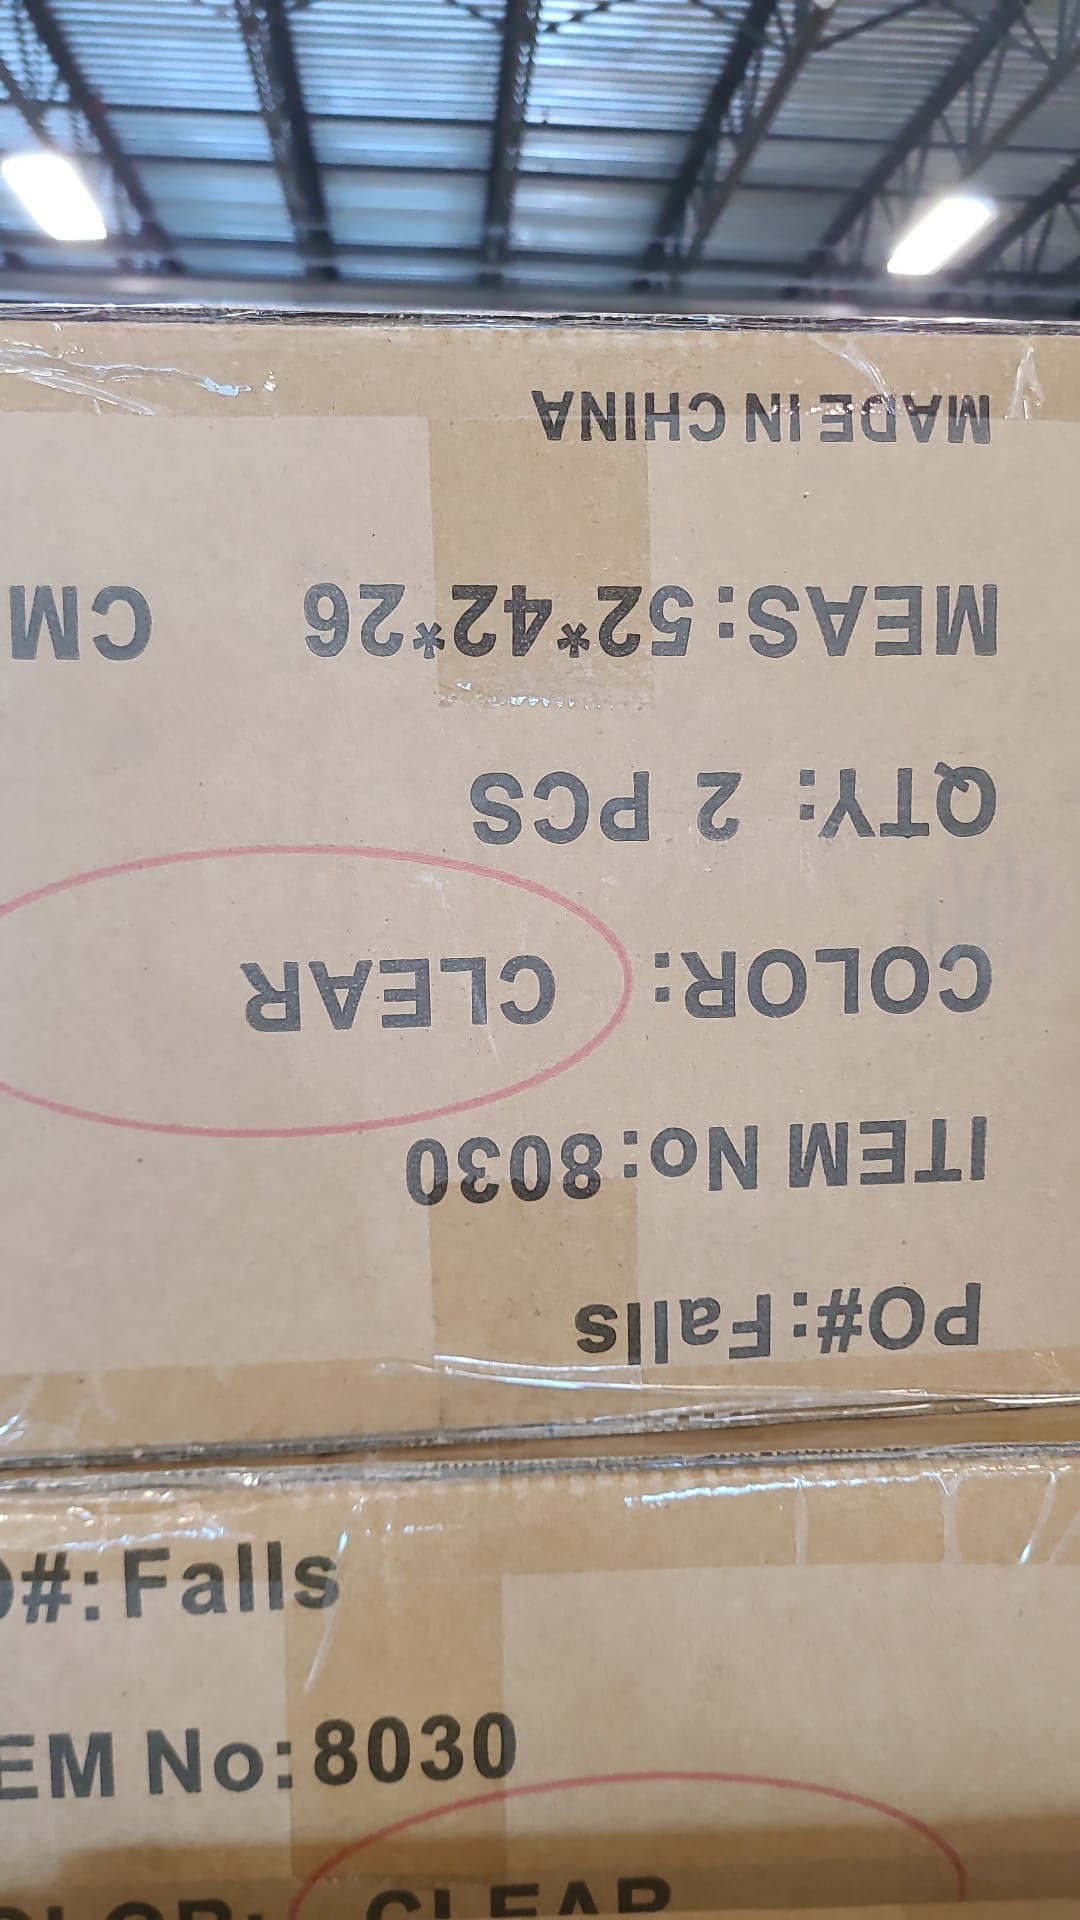 PO#:Falls
ITEM No:8030
COLOR: CLEAR
QTY: 2 PCS
MEAS:52*42*26 CM
MADE IN CHINA
#:Falls
EM No:8030
CLEAR